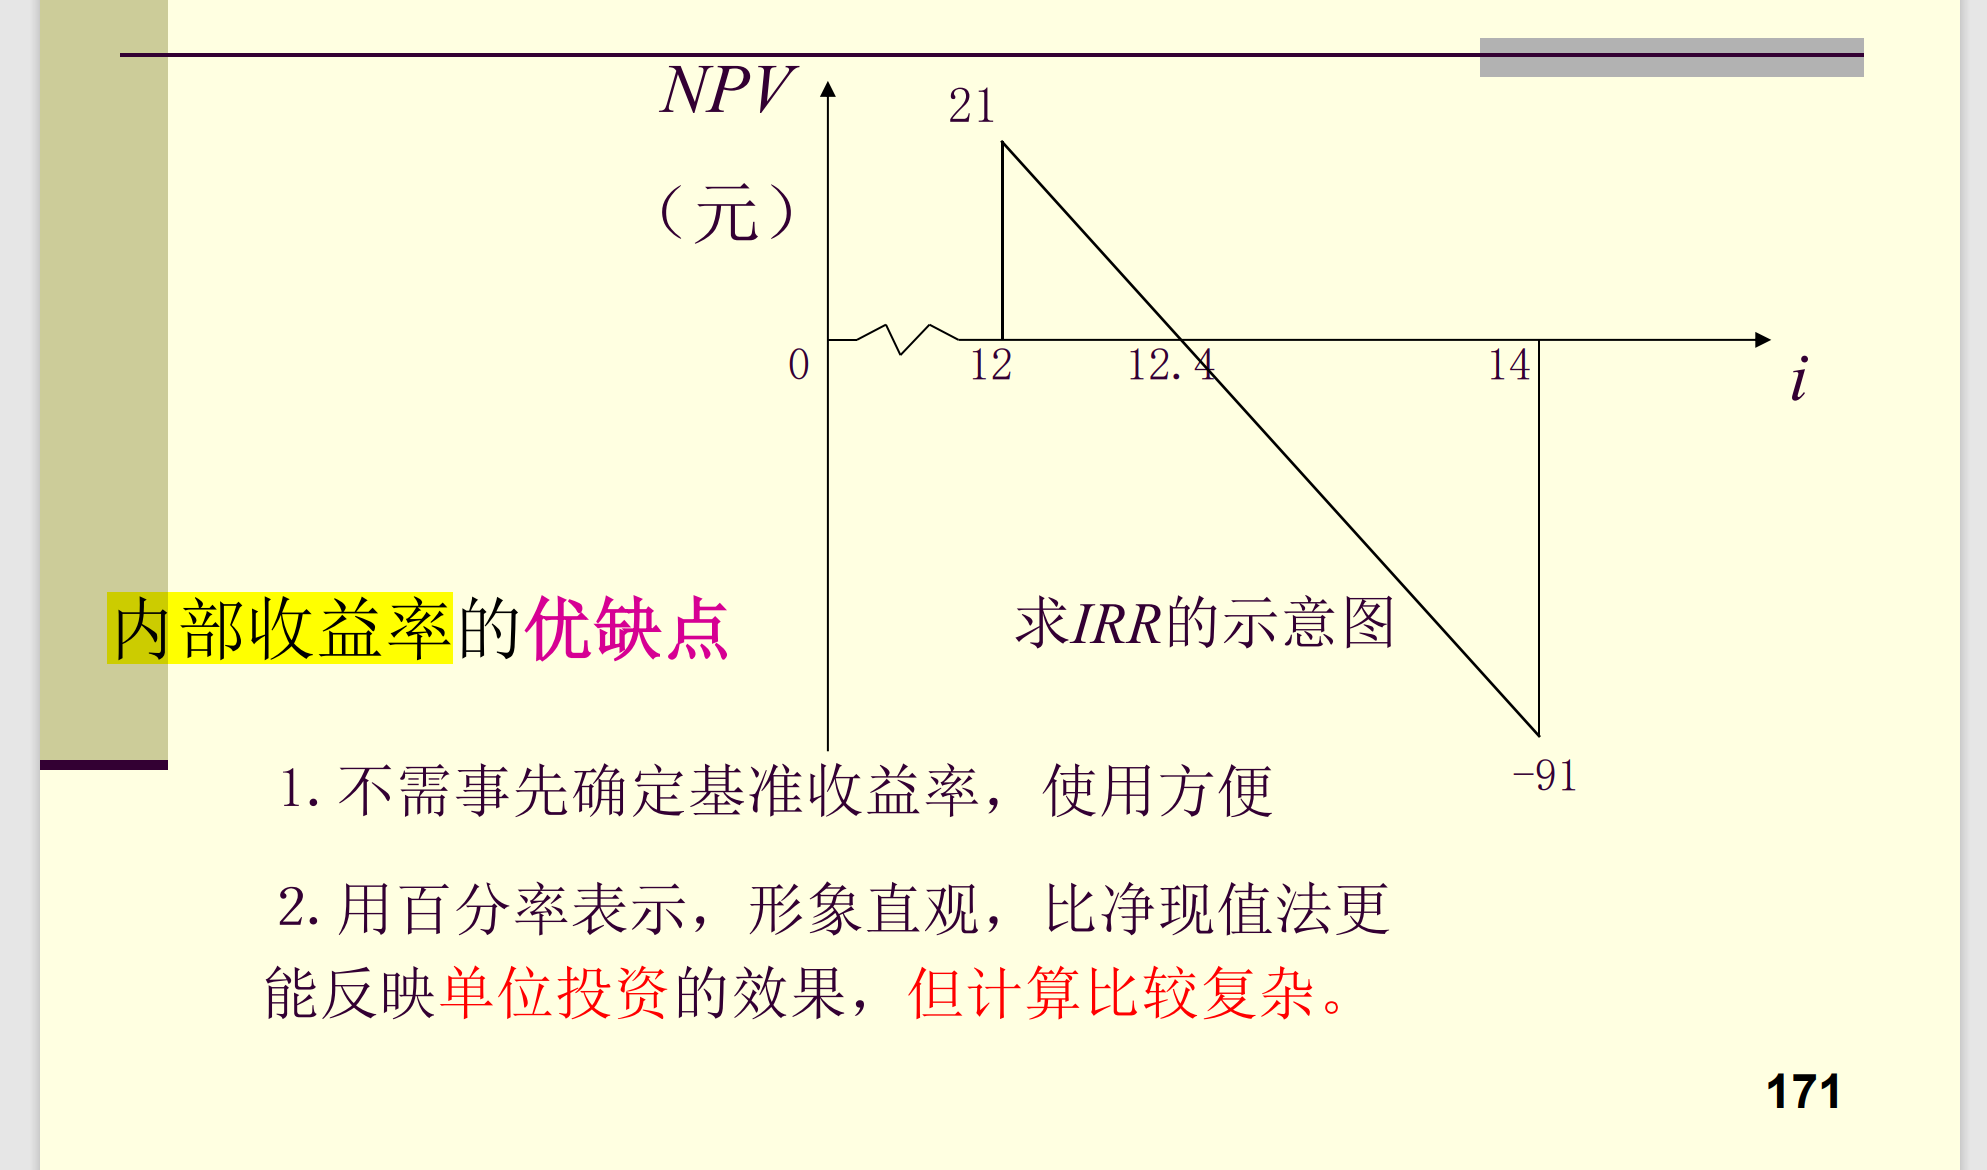 NPV
21
（元）
0
12
12.4
14
i
内部收益率的优缺点
求IRR的示意图
-91
1.不需事先确定基准收益率，使用方便
2.用百分率表示，形象直观，比净现值法更
能反映单位投资的效果，但计算比较复杂。
171